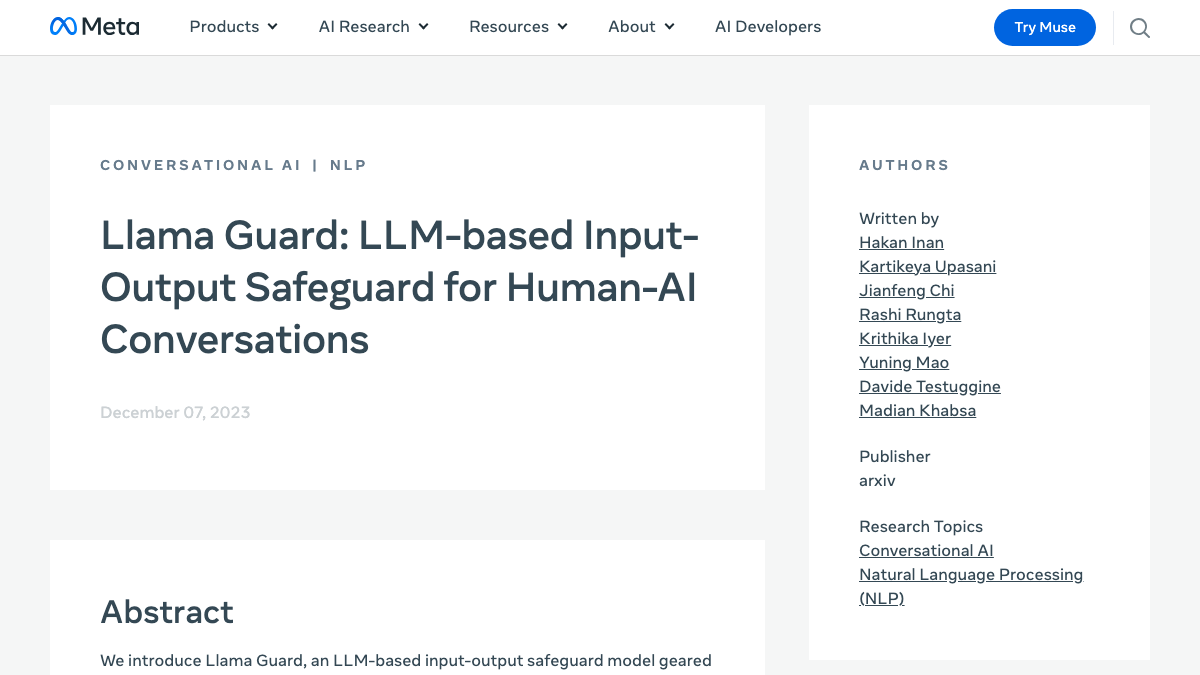 Meta
Products
AI Research
Resources
About
AI Developers
Try Muse
CONVERSATIONAL AI | NLP
Llama Guard: LLM-based Input-
Output Safeguard for Human-AI
Conversations
December 07, 2023
Abstract
We introduce Llama Guard, an LLM-based input-output safeguard model geared
AUTHORS
Written by
Hakan Inan
Kartikeya Upasani
Jianfeng Chi
Rashi Rungta
Krithika Iyer
Yuning Mao
Davide Testuggine
Madian Khabsa
Publisher
arxiv
Research Topics
Conversational AI
Natural Language Processing
(NLP)